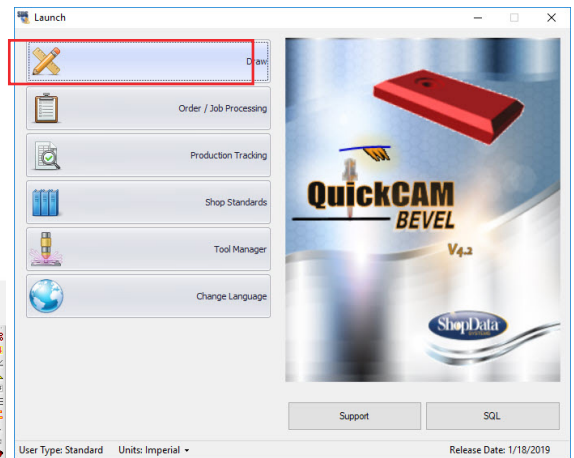 Launch
Draw
Order / Job Processing
Production Tracking
Shop Standards
Tool Manager
Change Language
QuickCAM
BEVEL
V4.2
ShopData
SYSTEMS
Support
SQL
User Type: Standard Units: Imperial
Release Date: 1/18/2019